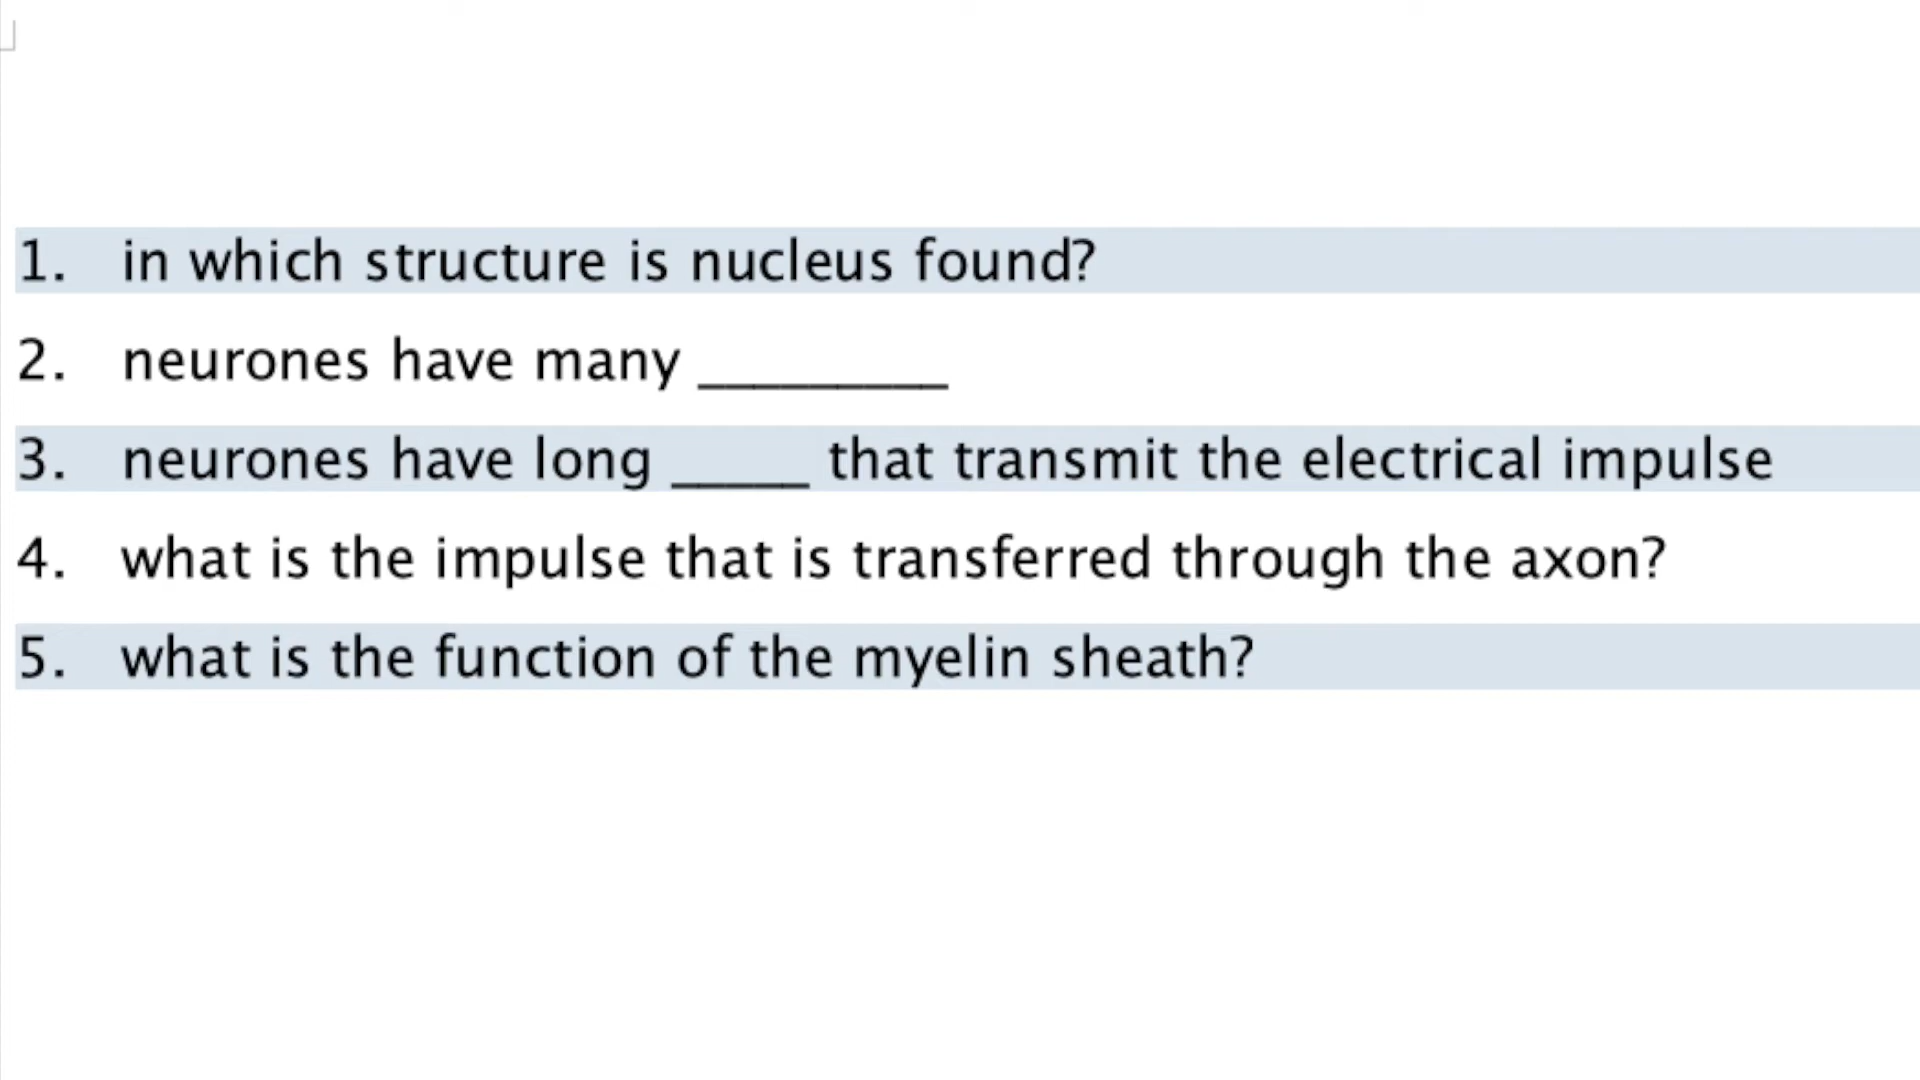 1. in which structure is nucleus found?
2. neurones have many _________
3. neurones have long _____ that transmit the electrical impulse
4. what is the impulse that is transferred through the axon?
5. what is the function of the myelin sheath?